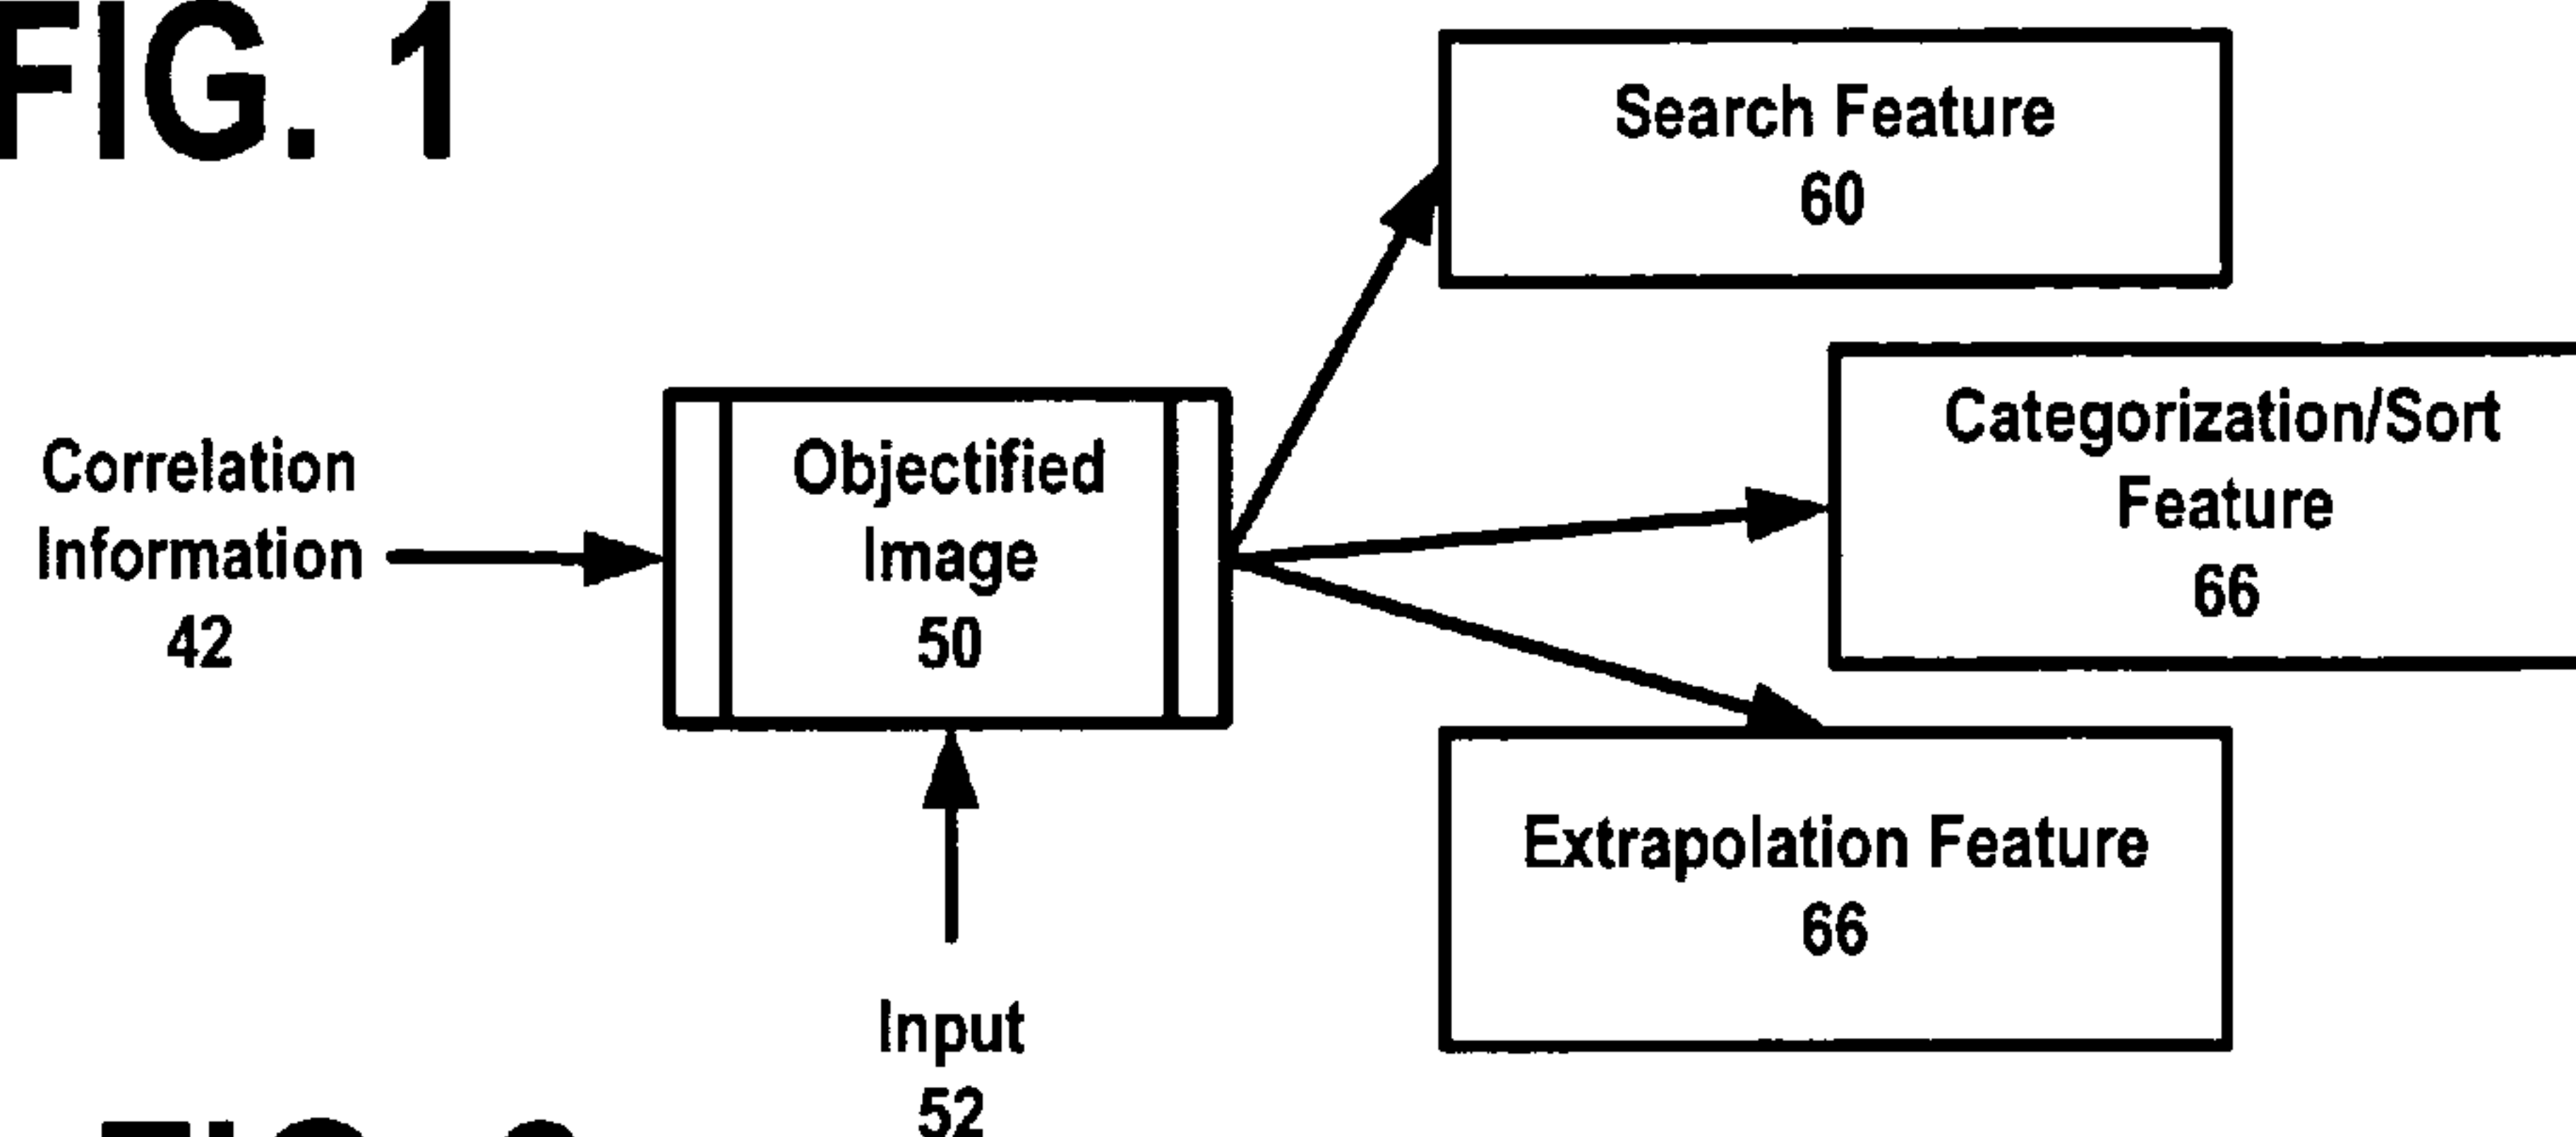 FIG. 1
Search Feature
60
Correlation
Information
42
Objectified
Image
50
Categorization/Sort
Feature
66
Extrapolation Feature
66
Input
52